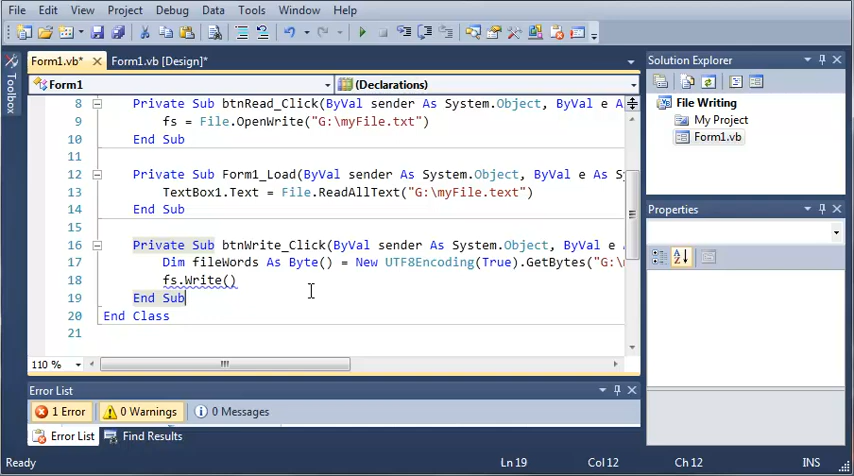 File Edit View Project Debug Data Tools Window Help
Form1.vb* Form1.vb [Design]*
Toolbox
Form1 (Declarations)
8 Private Sub btnRead_Click(ByVal sender As System.Object, ByVal e A
9 fs = File.OpenWrite("G:\myFile.txt")
10 End Sub
11
12 Private Sub Form1_Load(ByVal sender As System.Object, ByVal e As Sy
13 TextBox1.Text = File.ReadAllText("G:\myFile.text")
14 End Sub
15
16 Private Sub btnWrite_Click(ByVal sender As System.Object, ByVal e
17 Dim fileWords As Byte() = New UTF8Encoding(True).GetBytes("G:\
18 fs.Write()
19 End Sub
20 End Class
21
110 %
Solution Explorer
File Writing
My Project
Form1.vb
Properties
Error List
1 Error 0 Warnings 0 Messages
Error List Find Results
Ready Ln 19 Col 12 Ch 12 INS